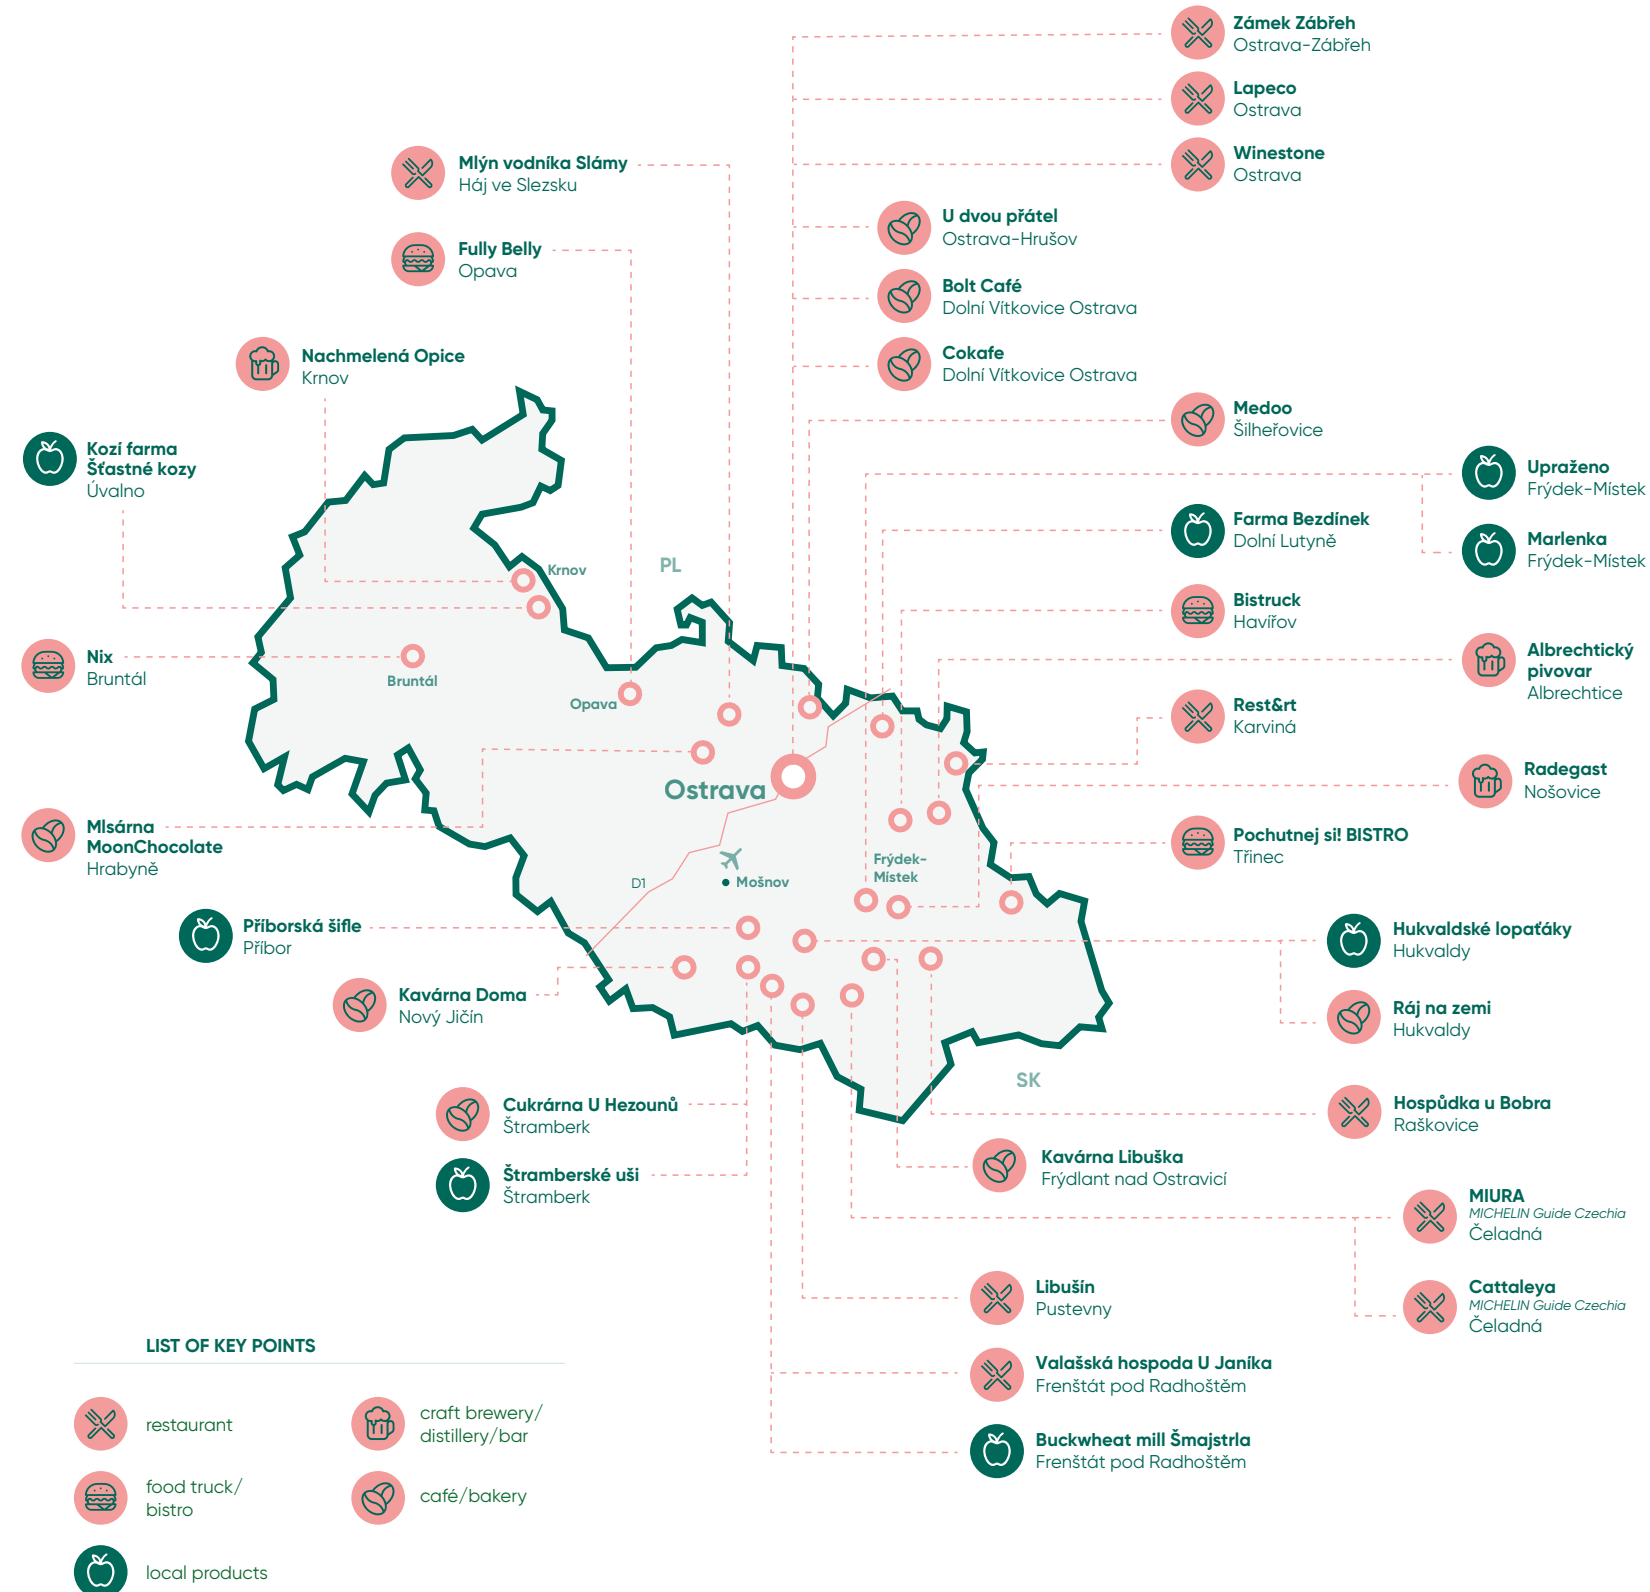 Zámek Zábřeh
Ostrava-Zábřeh
Lapeco
Ostrava
Winestone
Ostrava
Mlýn vodníka Slámy
Háj ve Slezsku
U dvou přátel
Ostrava-Hrušov
Fully Belly
Opava
Bolt Café
Dolní Vítkovice Ostrava
Nachmelená Opice
Krnov
Cokafe
Dolní Vítkovice Ostrava
Medoo
Šilheřovice
Kozí farma
Šťastné kozy
Úvalno
Upraženo
Frýdek-Místek
Farma Bezdínek
Dolní Lutyně
Marlenka
Frýdek-Místek
PL
Krnov
Bistruck
Havířov
Nix
Bruntál
Bruntál
Albrechtický
pivovar
Albrechtice
Opava
Rest&rt
Karviná
Ostrava
Radegast
Nošovice
Mlsárna
MoonChocolate
Hrabyně
Pochutnej si! BISTRO
Třinec
Frýdek-
Místek
D1
Mošnov
Příborská šifle
Příbor
Hukvaldské lopaťáky
Hukvaldy
Kavárna Doma
Nový Jičín
Ráj na zemi
Hukvaldy
SK
Cukrárna U Hezounů
Štramberk
Hospůdka u Bobra
Raškovice
Štramberské uši
Štramberk
Kavárna Libuška
Frýdlant nad Ostravicí
MIURA
MICHELIN Guide Czechia
Čeladná
Libušín
Pustevny
Cattaleya
MICHELIN Guide Czechia
Čeladná
Valašská hospoda U Janíka
Frenštát pod Radhoštěm
Buckwheat mill Šmajstrla
Frenštát pod Radhoštěm
LIST OF KEY POINTS
restaurant
craft brewery/
distillery/bar
food truck/
bistro
café/bakery
local products